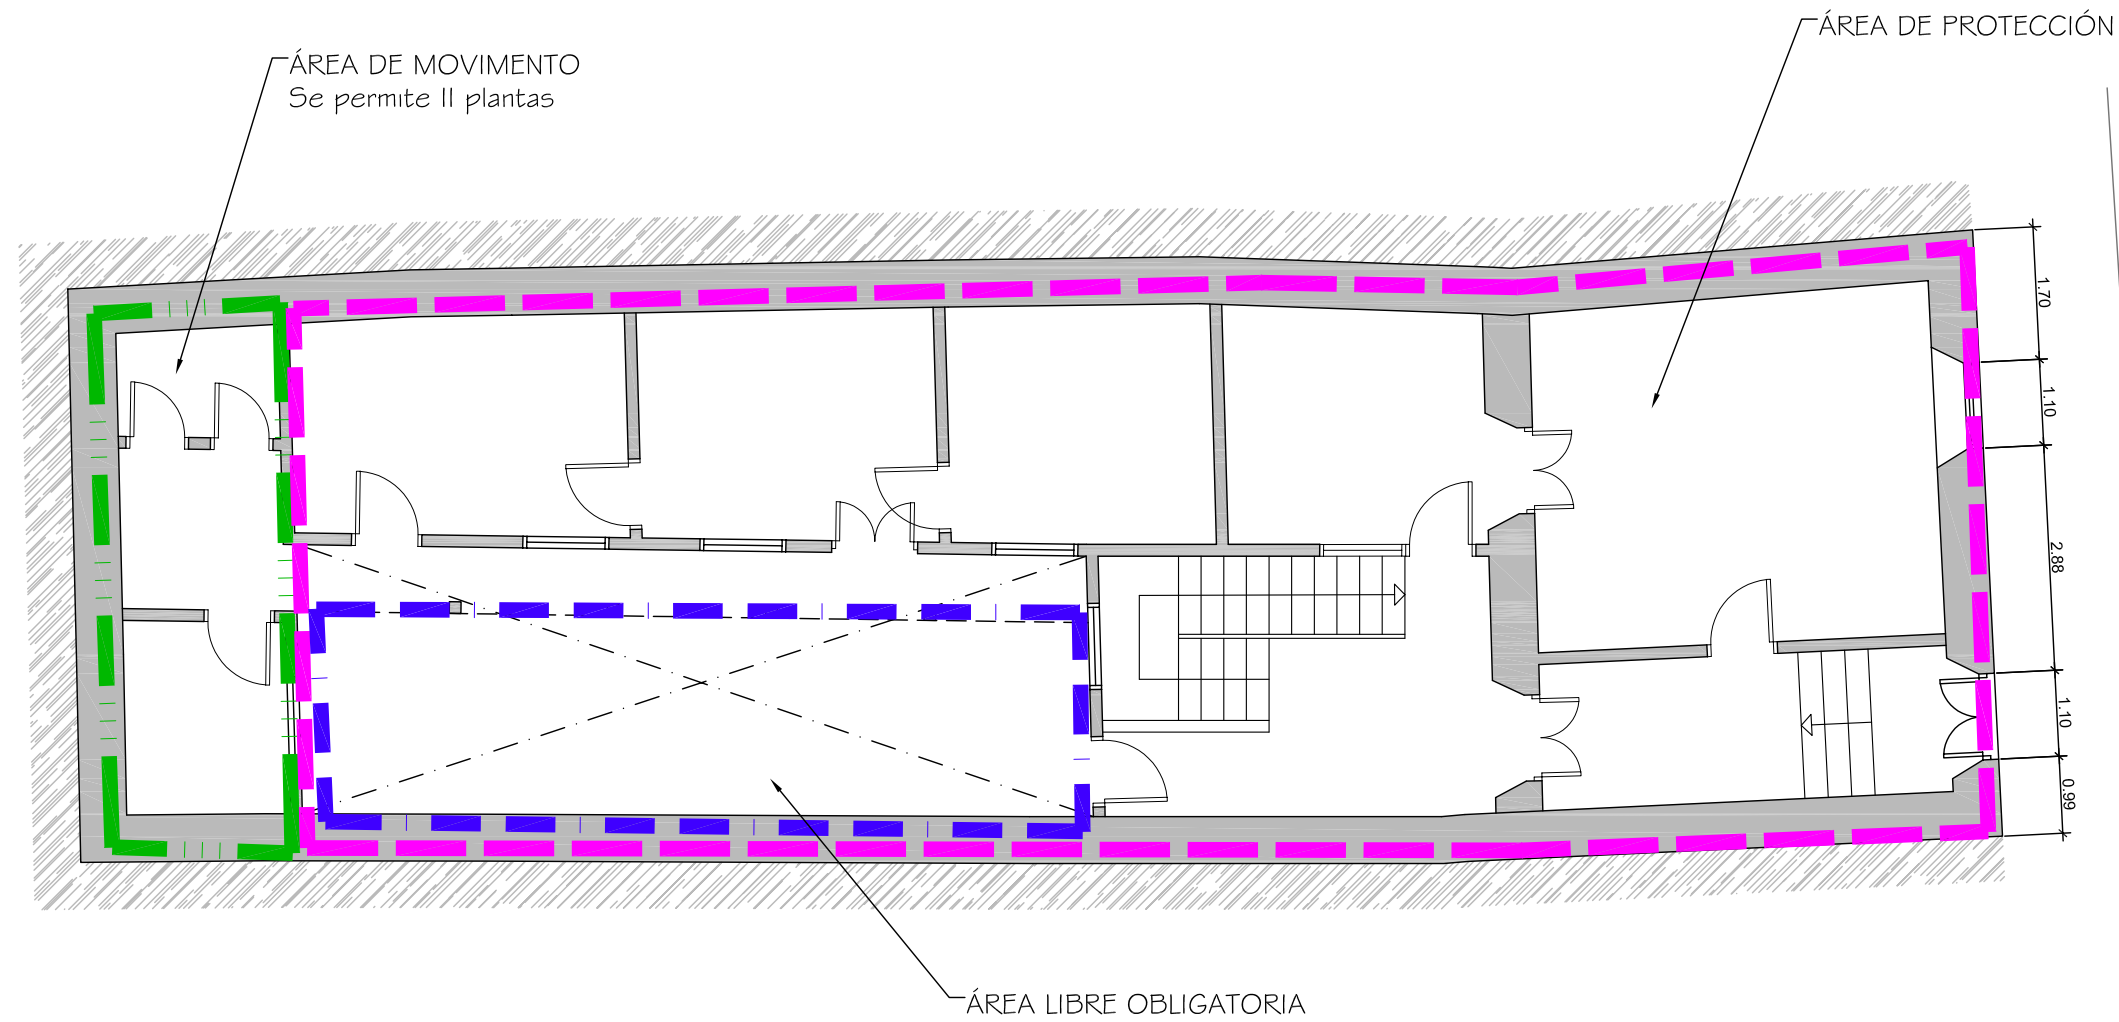 ÁREA DE PROTECCIÓN
ÁREA DE MOVIMENTO
Se permite II plantas
1.70
1.10
2.88
1.10
0.99
ÁREA LIBRE OBLIGATORIA